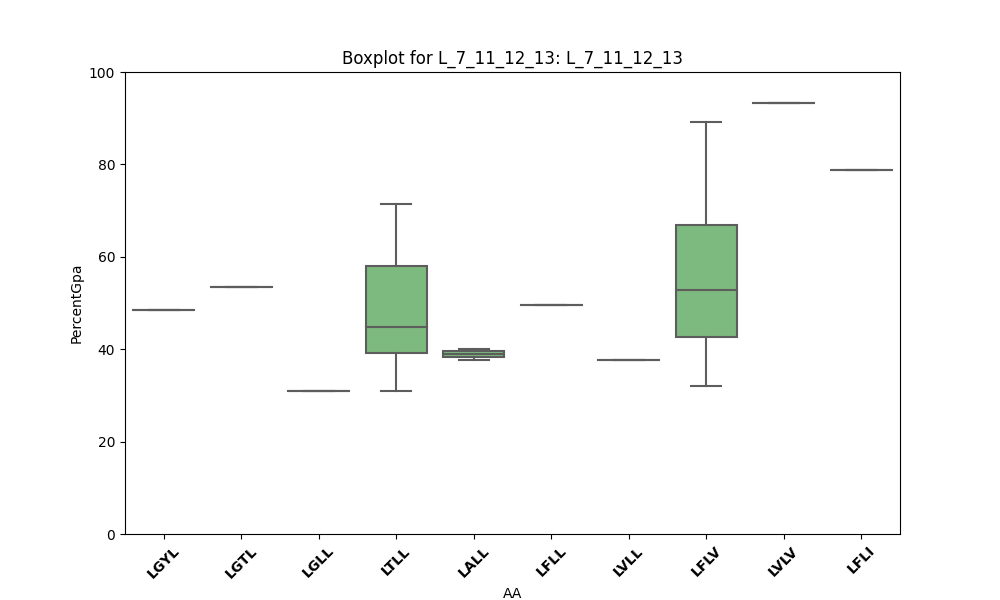 Boxplot for L_7_11_12_13: L_7_11_12_13
PercentGpa
100
80
60
40
20
0
LGYL
LGTL
LGLL
LTLL
LALL
LFLL
LVLL
LFLV
LVLV
LFLI
AA